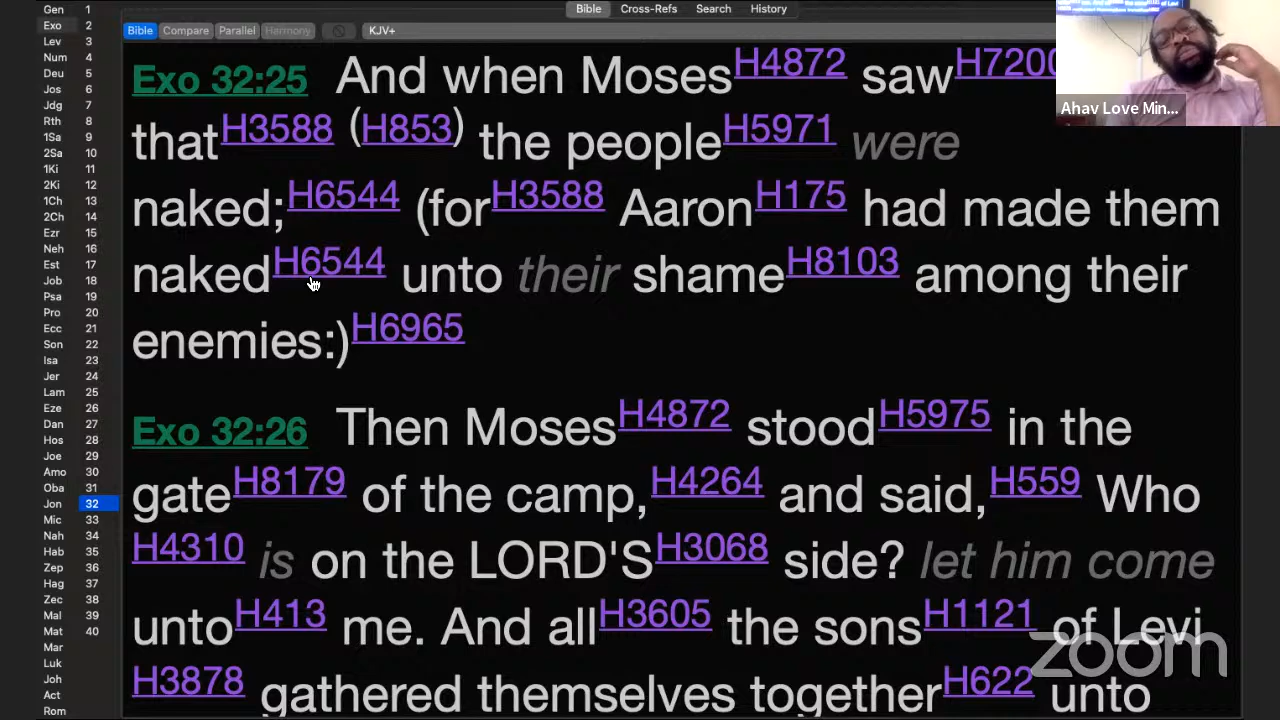 Bible Cross-Refs Search History
Bible Compare Parallel Harmony KJV+
Gen 1
Exo 2
Lev 3
Num 4
Deu 5
Jos 6
Jdg 7
Rth 8
1Sa 9
2Sa 10
1Ki 11
2Ki 12
1Ch 13
2Ch 14
Ezr 15
Neh 16
Est 17
Job 18
Psa 19
Pro 20
Ecc 21
Son 22
Isa 23
Jer 24
Lam 25
Eze 26
Dan 27
Hos 28
Joe 29
Amo 30
Oba 31
Jon 32
Mic 33
Nah 34
Hab 35
Zep 36
Hag 37
Zec 38
Mal 39
Mat 40
Mar
Luk
Joh
Act
Rom
Exo 32:25 And when Moses H4872 saw H7200
that H3588 (H853) the people H5971 were
naked; H6544 (for H3588 Aaron H175 had made them
naked H6544 unto their shame H8103 among their
enemies:) H6965
Exo 32:26 Then Moses H4872 stood H5975 in the
gate H8179 of the camp, H4264 and said, H559 Who
H4310 is on the LORD'S H3068 side? let him come
unto H413 me. And all H3605 the sons H1121 of Levi
H3878 gathered themselves together H622 unto
Ahav Love Min...
zoom